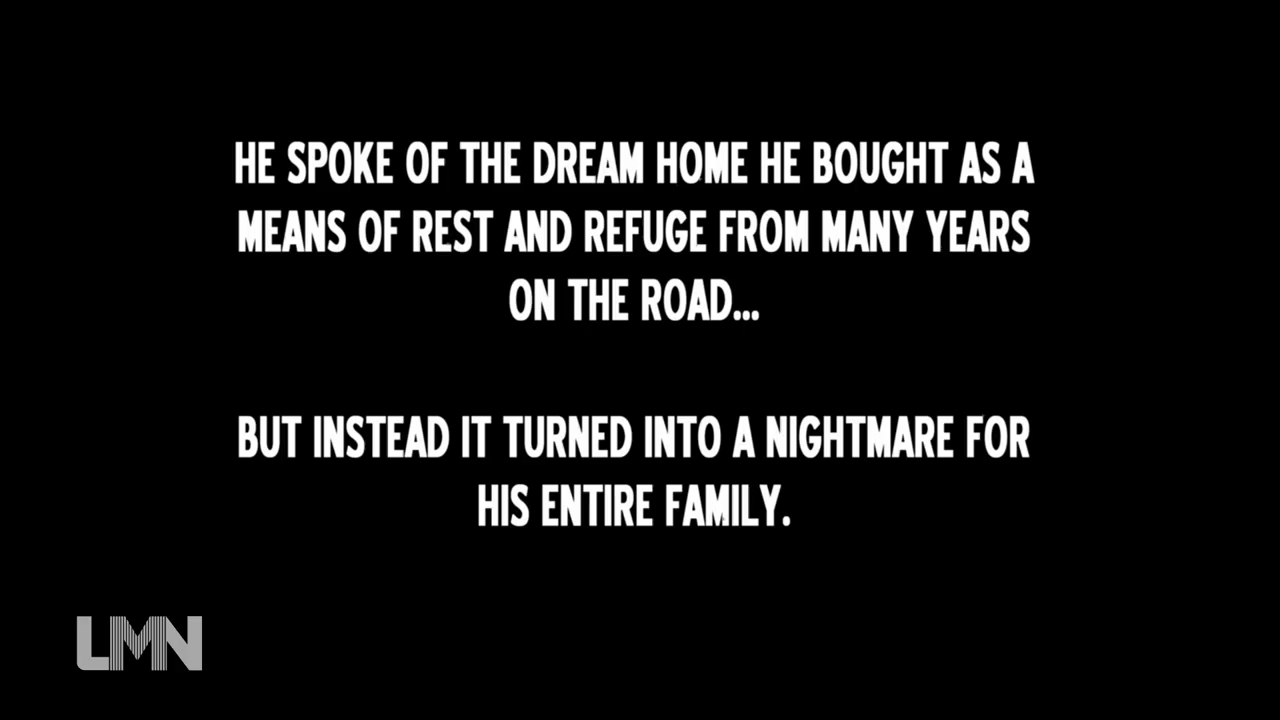 HE SPOKE OF THE DREAM HOME HE BOUGHT AS A
MEANS OF REST AND REFUGE FROM MANY YEARS
ON THE ROAD...
BUT INSTEAD IT TURNED INTO A NIGHTMARE FOR
HIS ENTIRE FAMILY.
LMN